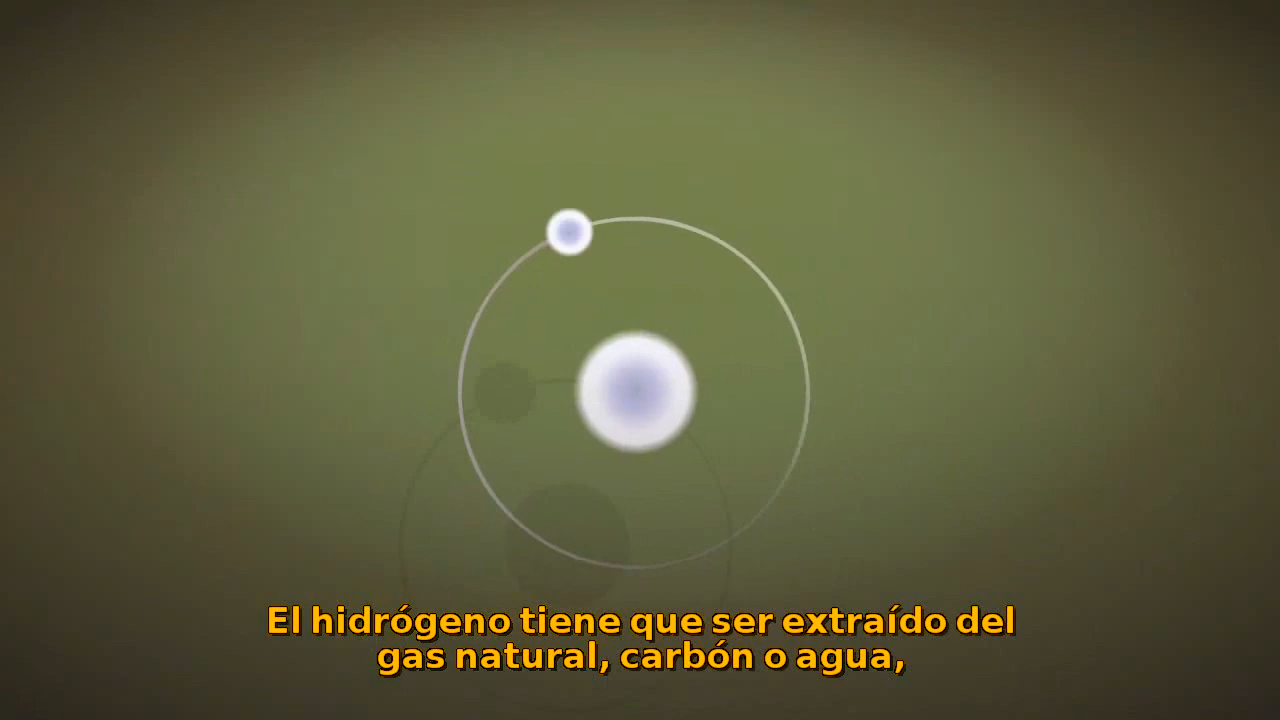 El hidrógeno tiene que ser extraído del
gas natural, carbón o agua,